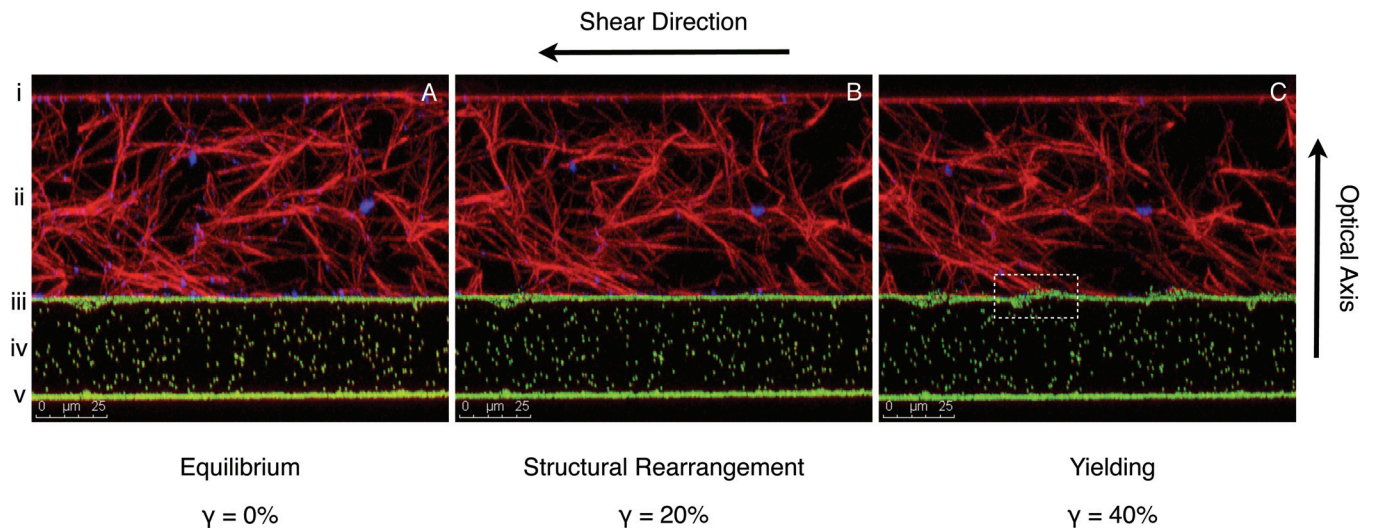 Shear Direction
A
B
C
i
ii
iii
iv
v
Optical Axis
0 µm 25
0 µm 25
0 µm 25
Equilibrium
Structural Rearrangement
Yielding
γ = 0%
γ = 20%
γ = 40%